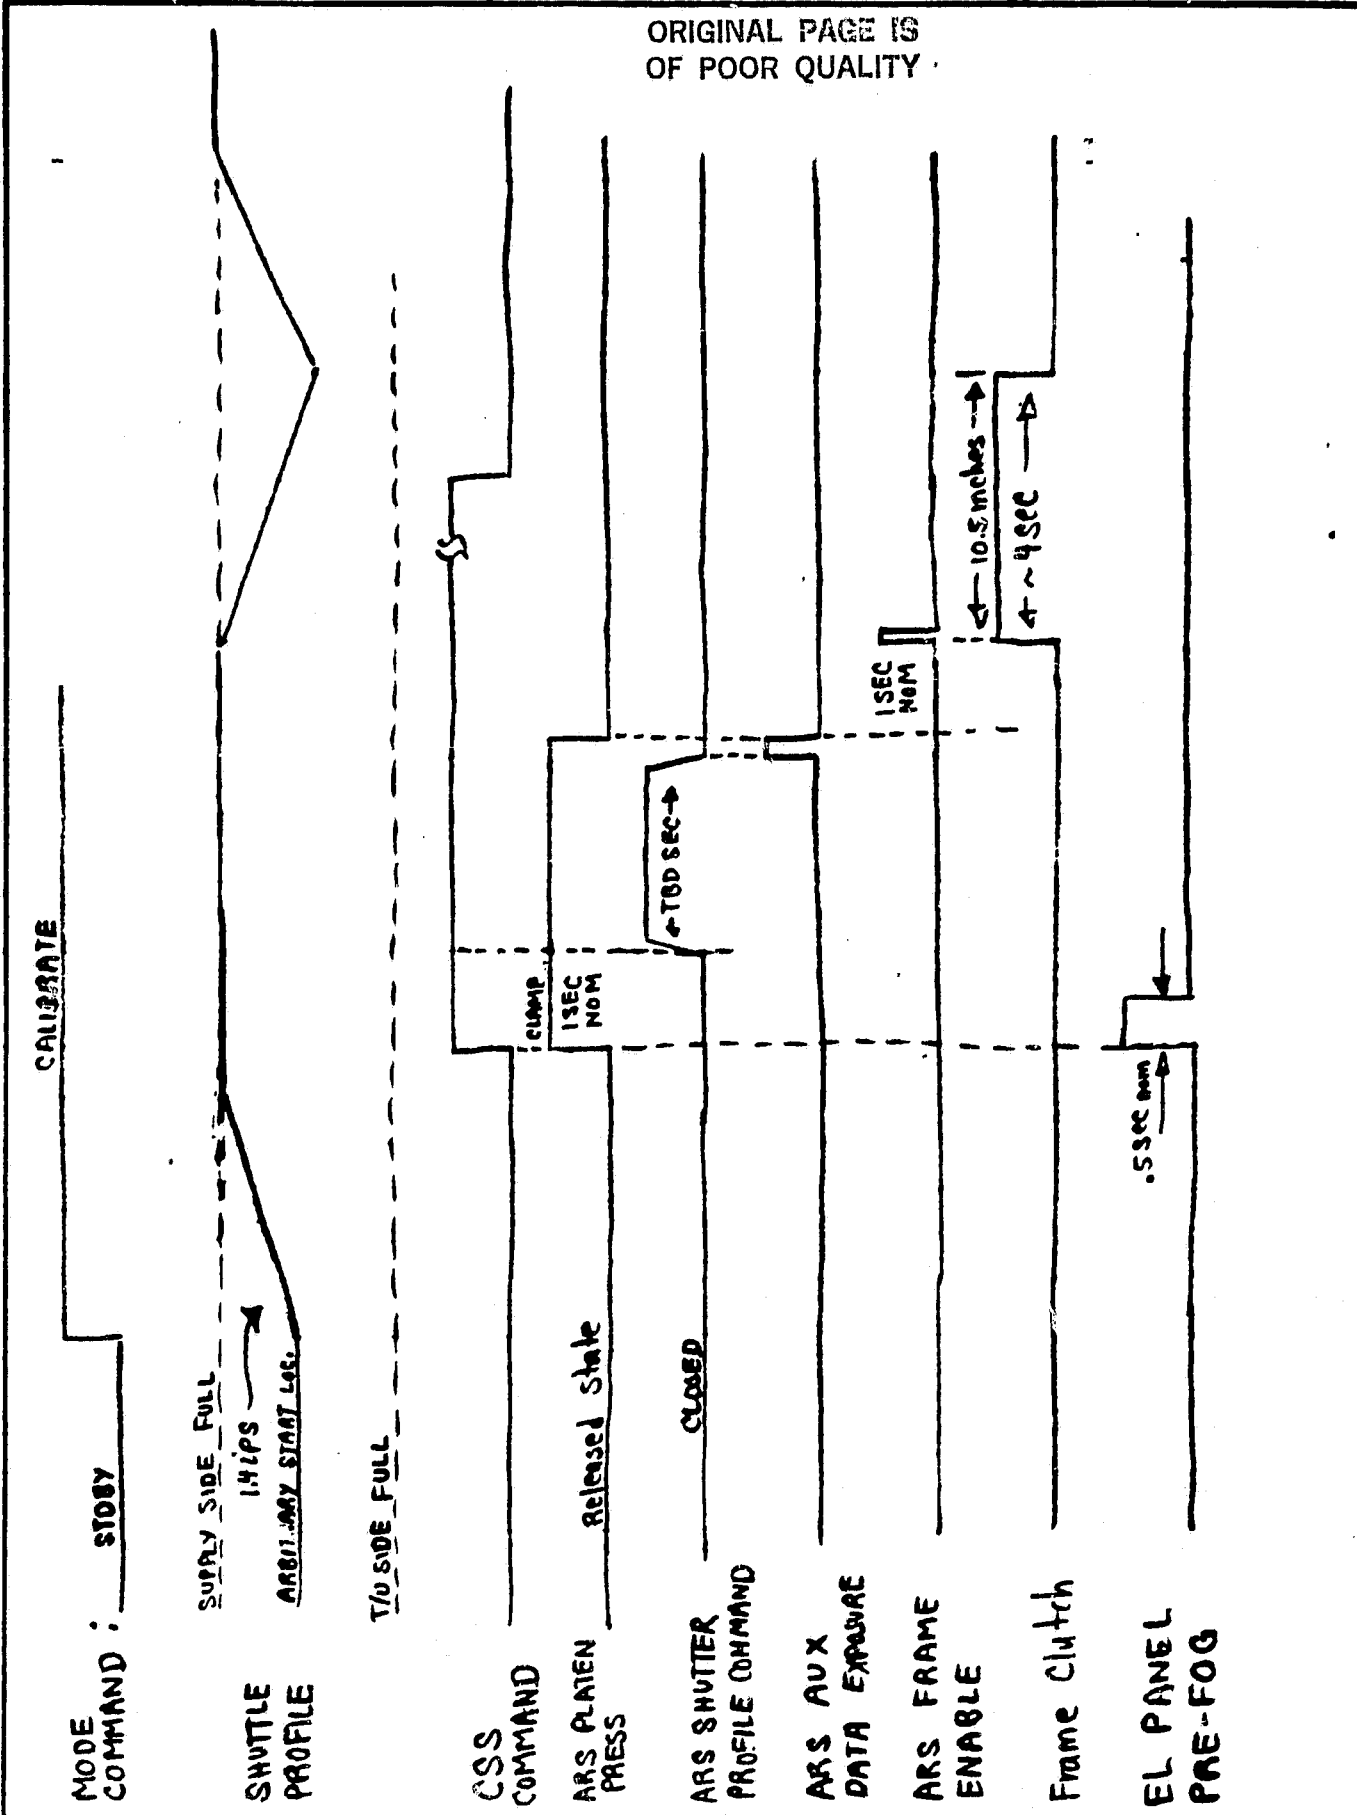 ORIGINAL PAGE IS
OF POOR QUALITY
MODE
COMMAND :
STDBY
CALIBRATE
SHUTTLE
PROFILE
SUPPLY SIDE FULL
1.4 iPS
ARBITRARY START LOC.
T/U SIDE FULL
CSS
COMMAND
ARS PLATEN
PRESS
Released State
CLAMP
1 SEC
NOM
ARS SHUTTER
PROFILE COMMAND
CLOSED
TBD SEC
ARS AUX
DATA EXPOSURE
ARS FRAME
ENABLE
1 SEC
NOM
Frame Clutch
10.5 inches
~4 SEC
EL PANEL
PRE-FOG
.5 Sec nom